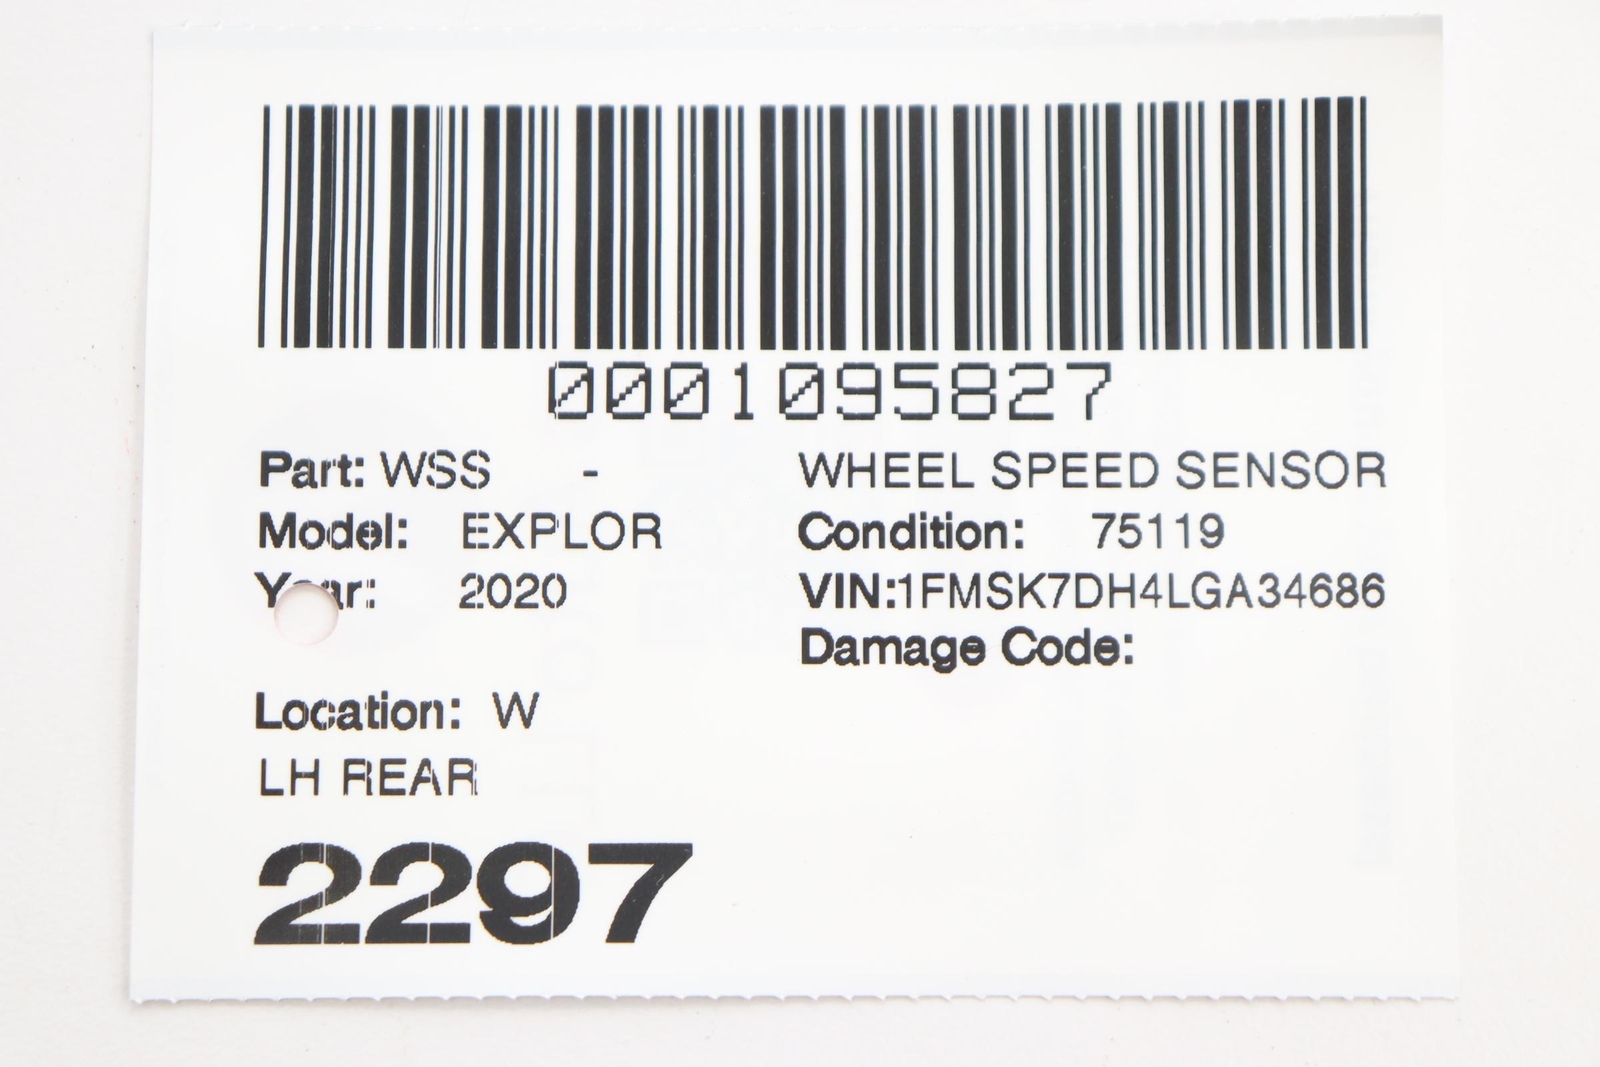 0001095827
Part: WSS - WHEEL SPEED SENSOR
Model: EXPLOR Condition: 75119
Year: 2020 VIN:1FMSK7DH4LGA34686
Damage Code:
Location: W
LH REAR
2297